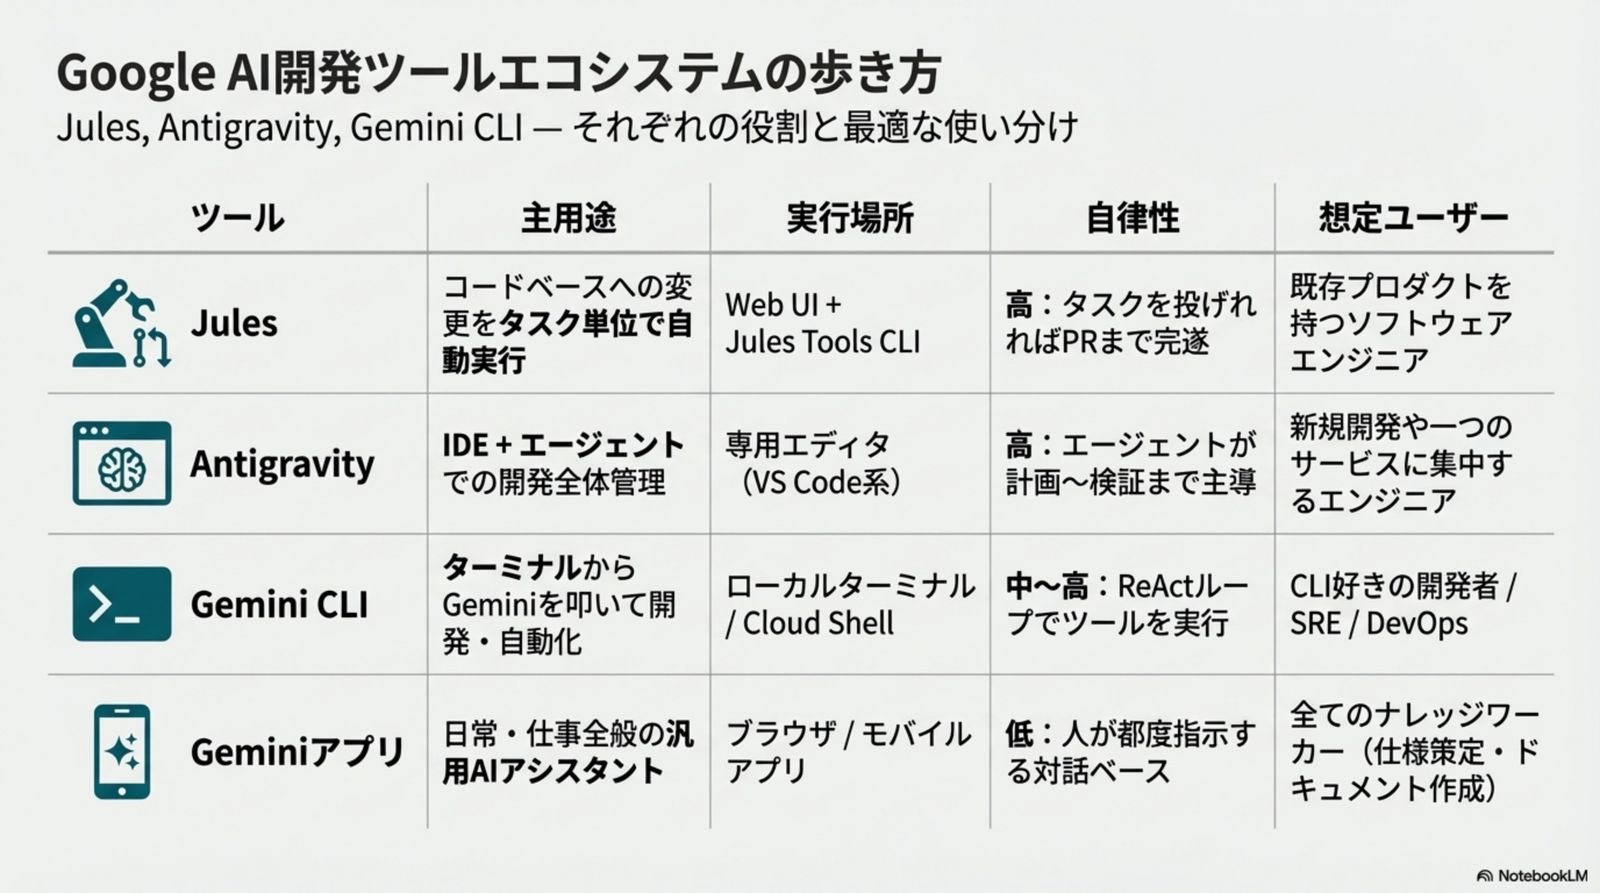 Google AI開発ツールエコシステムの歩き方
Jules, Antigravity, Gemini CLI — それぞれの役割と最適な使い分け
ツール
主用途
実行場所
自律性
想定ユーザー
Jules
コードベースへの変
更をタスク単位で自
動実行
Web UI +
Jules Tools CLI
高：タスクを投げれ
ればPRまで完遂
既存プロダクトを
持つソフトウェア
エンジニア
Antigravity
IDE + エージェント
での開発全体管理
専用エディタ
（VS Code系）
高：エージェントが
計画～検証まで主導
新規開発や一つの
サービスに集中す
るエンジニア
Gemini CLI
ターミナルから
Geminiを叩いて開
発・自動化
ローカルターミナル
/ Cloud Shell
中～高：ReActルー
プでツールを実行
CLI好きの開発者 /
SRE / DevOps
Geminiアプリ
日常・仕事全般の汎
用AIアシスタント
ブラウザ / モバイル
アプリ
低：人が都度指示す
る対話ベース
全てのナレッジワー
カー（仕様策定・ド
キュメント作成）
NotebookLM